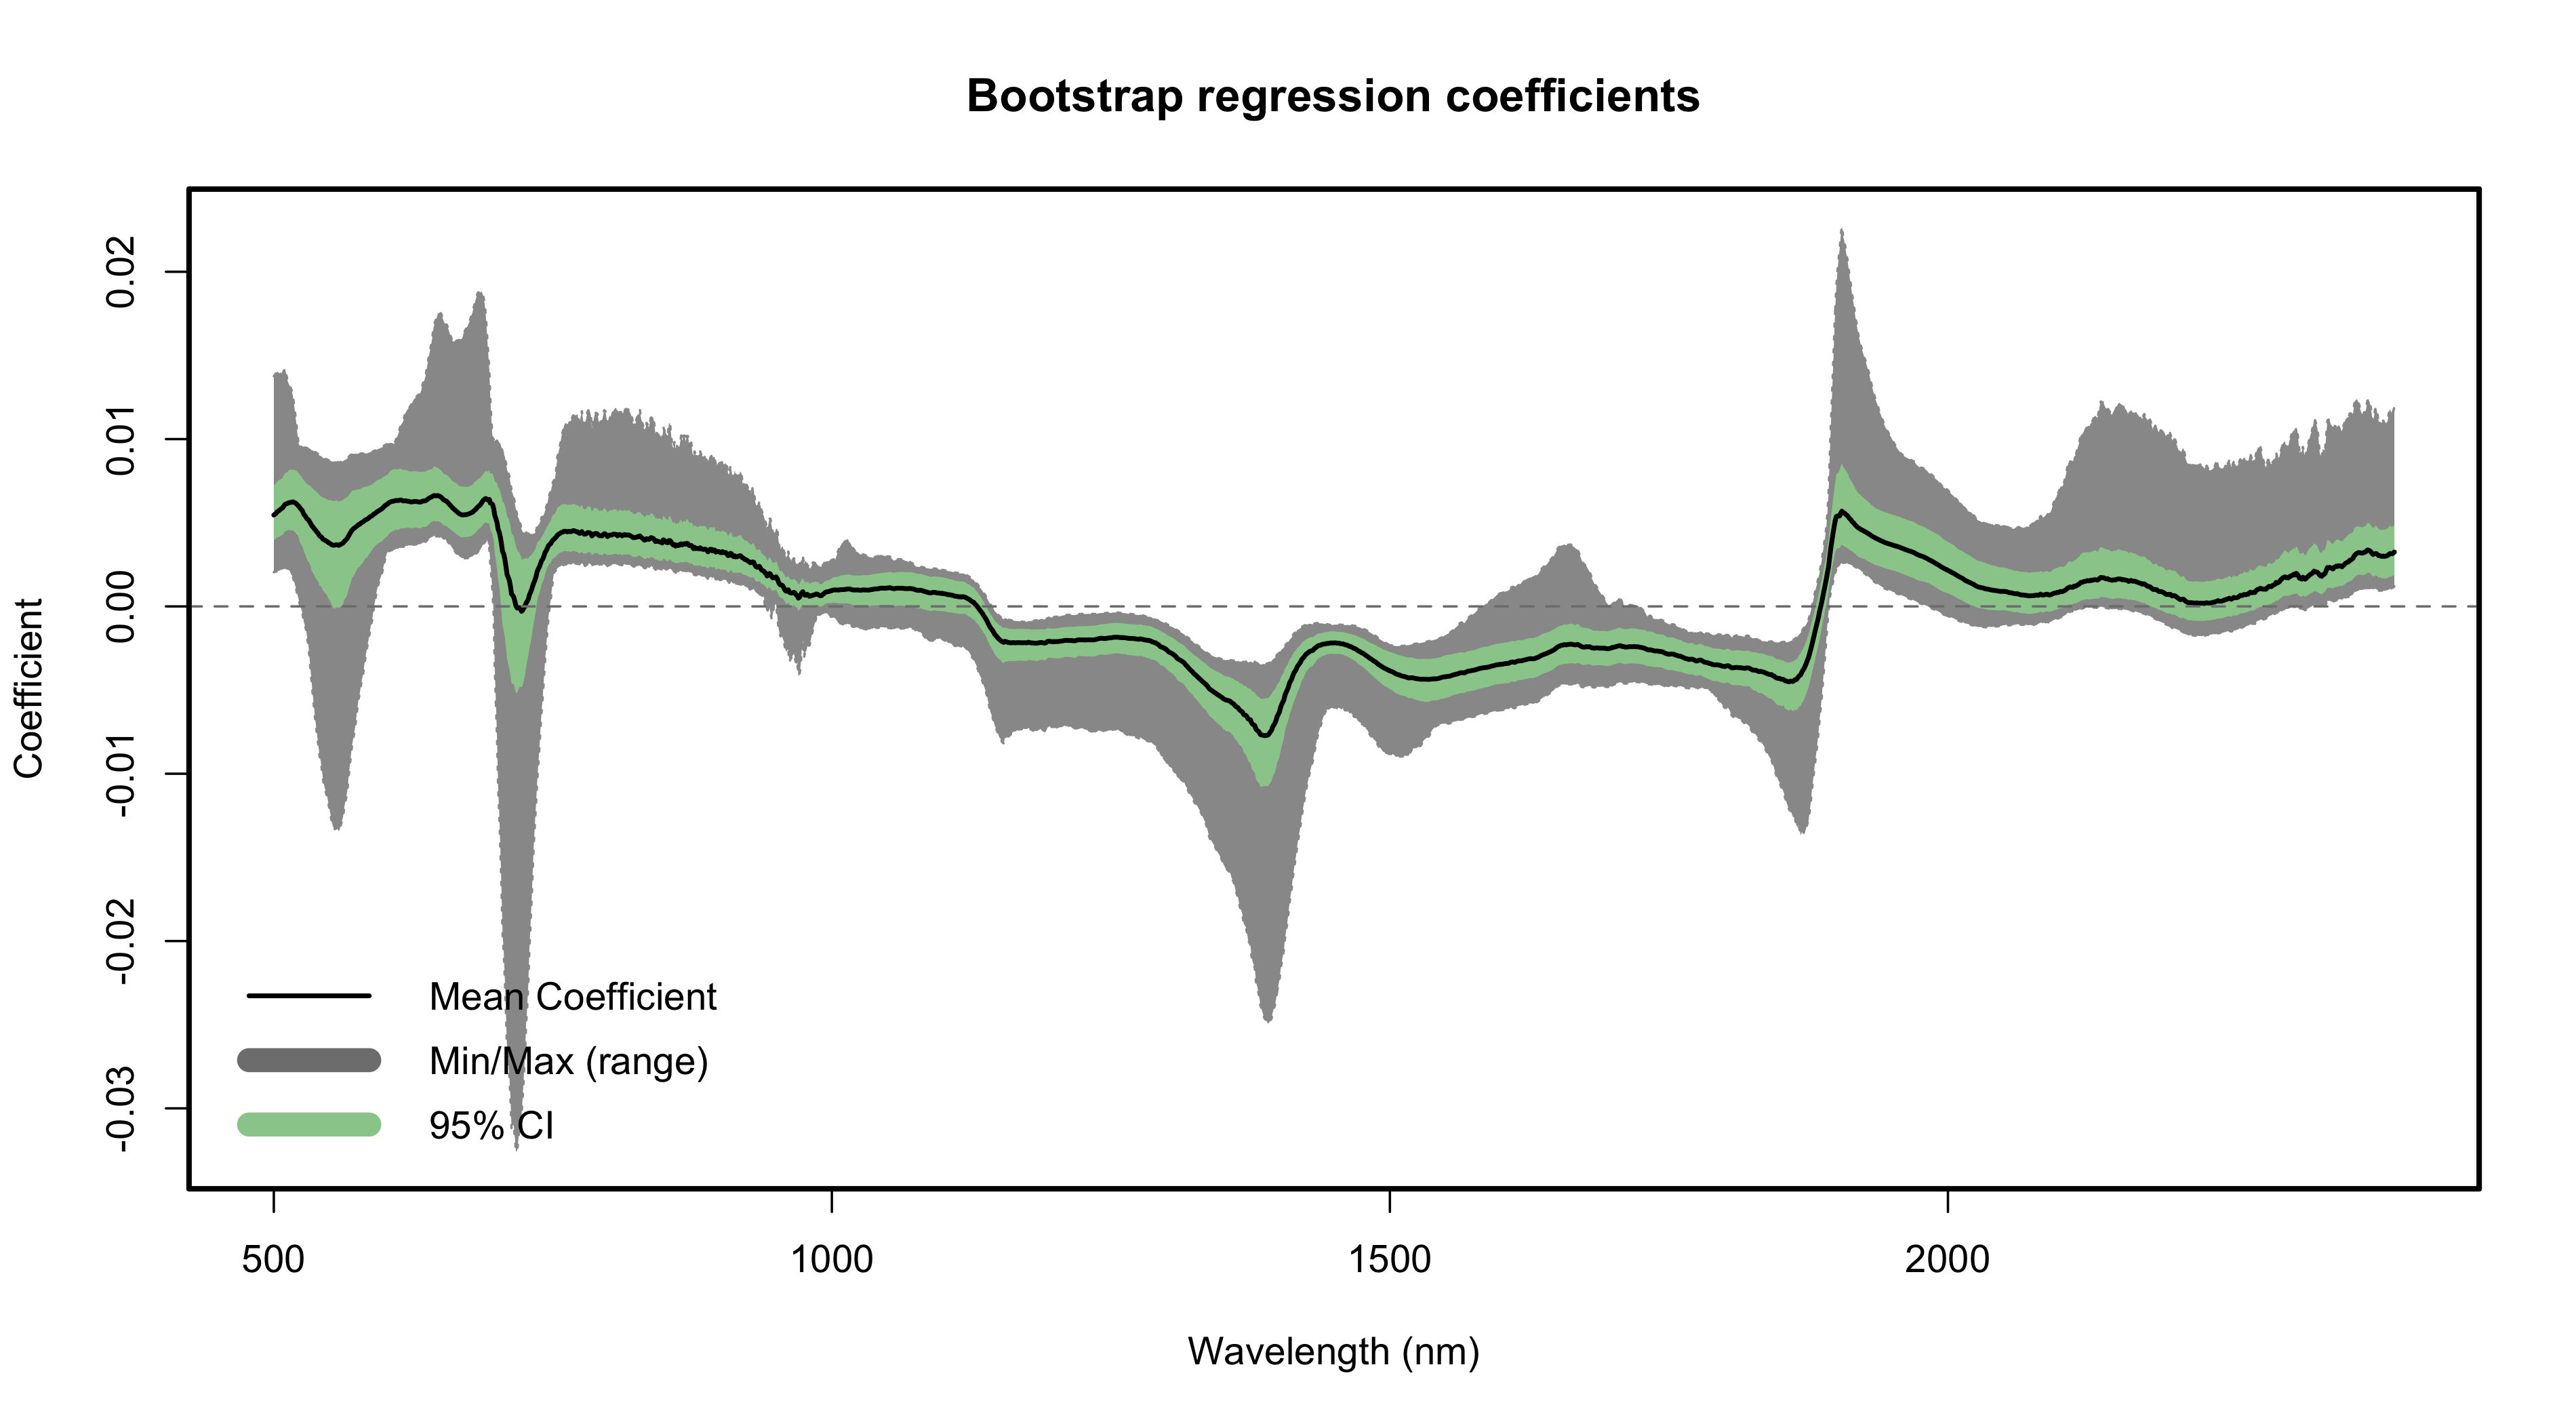 Bootstrap regression coefficients
Coefficient
0.02
0.01
0.00
-0.01
-0.02
-0.03
Mean Coefficient
Min/Max (range)
95% CI
500 1000 1500 2000
Wavelength (nm)